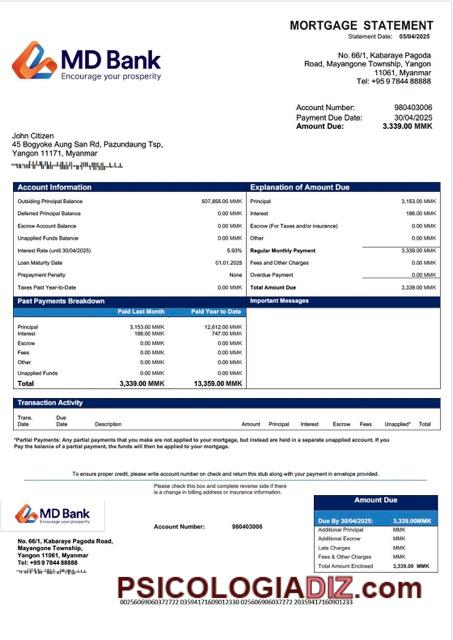 MORTGAGE STATEMENT
Statement Date: 05/04/2025
MD Bank
Encourage your prosperity
No. 66/1, Kabaraye Pagoda
Road, Mayangone Township, Yangon
11061, Myanmar
Tel: +95 9 7844 88888
Account Number: 980403006
Payment Due Date: 30/04/2025
Amount Due: 3.339.00 MMK
John Citizen
45 Bogyoke Aung San Rd, Pazundaung Tsp,
Yangon 11171, Myanmar
Account Information
Outsiding Principal Balance 507,855.00 MMK
Deferred Principal Balance 0.00 MMK
Escrow Account Balance 0.00 MMK
Unapplied Funds Balance 0.00 MMK
Interest Rate (until 30/04/2025) 5.93%
Loan Maturity Date 01.01.2025
Prepayment Penalty None
Taxes Paid Year-to-Date 0.00 MMK
Explanation of Amount Due
Principal 3,153.00 MMK
Interest 186.00 MMK
Escrow (For Taxes and/or insurance) 0.00 MMK
Other 0.00 MMK
Regular Monthly Payment 3,339.00 MMK
Fees and Other Charges 0.00 MMK
Overdue Payment 0.00 MMK
Total Amount Due 3,339.00 MMK
Past Payments Breakdown
Paid Last Month Paid Year to Date
Principal 3,153.00 MMK 12,612.00 MMK
Interest 186.00 MMK 747.00 MMK
Escrow 0.00 MMK 0.00 MMK
Fees 0.00 MMK 0.00 MMK
Other 0.00 MMK 0.00 MMK
Unapplied Funds 0.00 MMK 0.00 MMK
Total 3,339.00 MMK 13,359.00 MMK
Important Messages
Transaction Activity
Trans. Date Due Date Description Amount Principal Interest Escrow Fees Unapplied* Total
*Partial Payments: Any partial payments that you make are not applied to your mortgage, but instead are held in a separate unapplied account. If you
Pay the balance of a partial payment, the funds will then be applied to your mortgage.
To ensure proper credit, please write account number on check and return this stub along with your payment in envelope provided.
Please check this box and complete reverse side if there
is a change in billing address or insurance information.
MD Bank
Encourage your prosperity
Account Number: 980403006
No. 66/1, Kabaraye Pagoda Road,
Mayangone Township,
Yangon 11061, Myanmar
Tel: +95 9 7844 88888
Amount Due
Due By 30/04/2025: 3,339.00MMK
Additional Principal MMK
Additional Escrow MMK
Late Charges MMK
Fees & Other Charges MMK
Total Amount Enclosed 3,339.00 MMK
PSICOLOGIADIZ.com